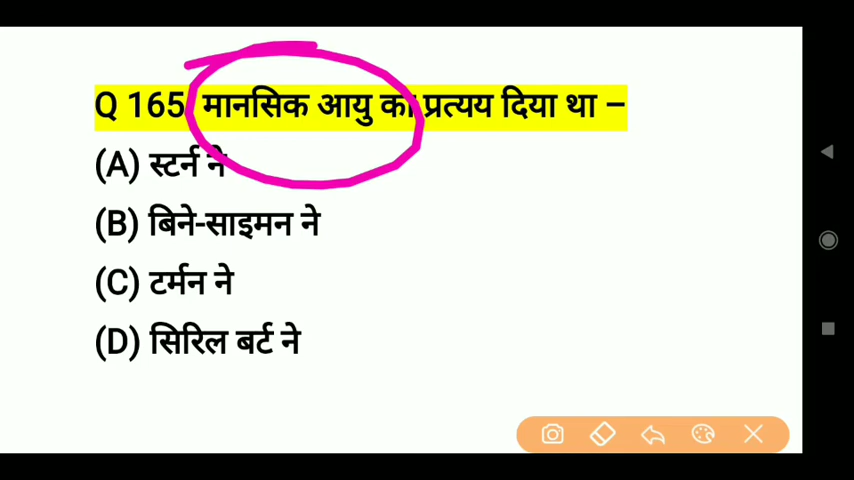 Q 165 मानसिक आयु का प्रत्यय दिया था –
(A) स्टर्न ने
(B) बिने-साइमन ने
(C) टर्मन ने
(D) सिरिल बर्ट ने